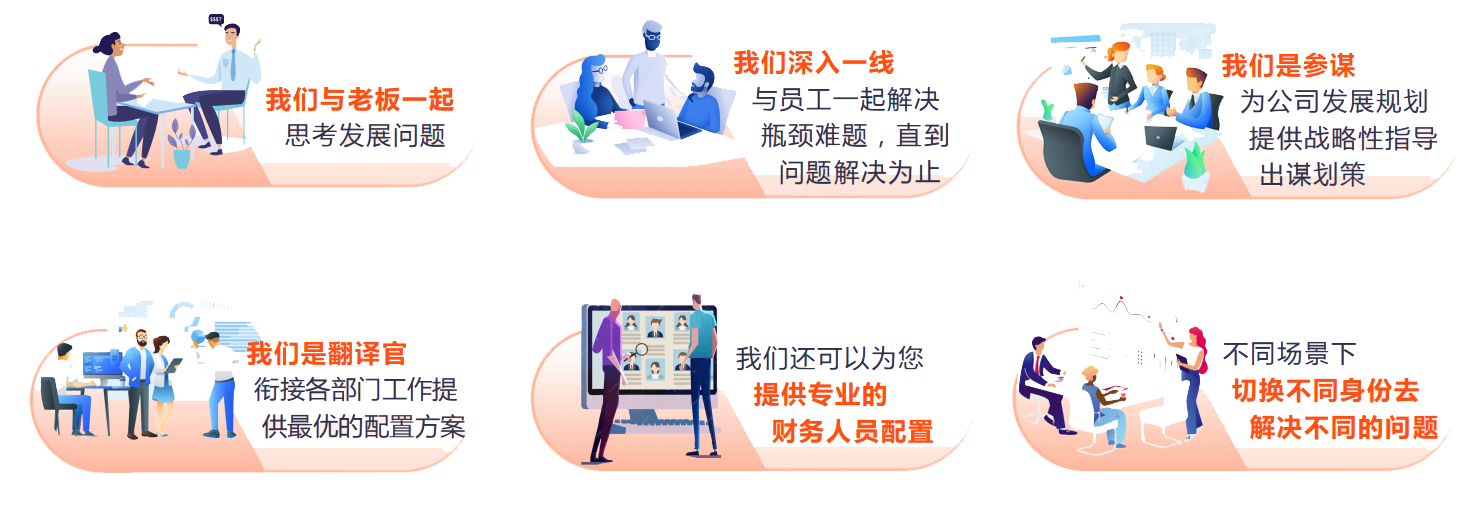 $$$?
我们与老板一起
思考发展问题
我们深入一线
与员工一起解决
瓶颈难题，直到
问题解决为止
我们是参谋
为公司发展规划
提供战略性指导
出谋划策
我们是翻译官
衔接各部门工作提
供最优的配置方案
我们还可以为您
提供专业的
财务人员配置
不同场景下
切换不同身份去
解决不同的问题